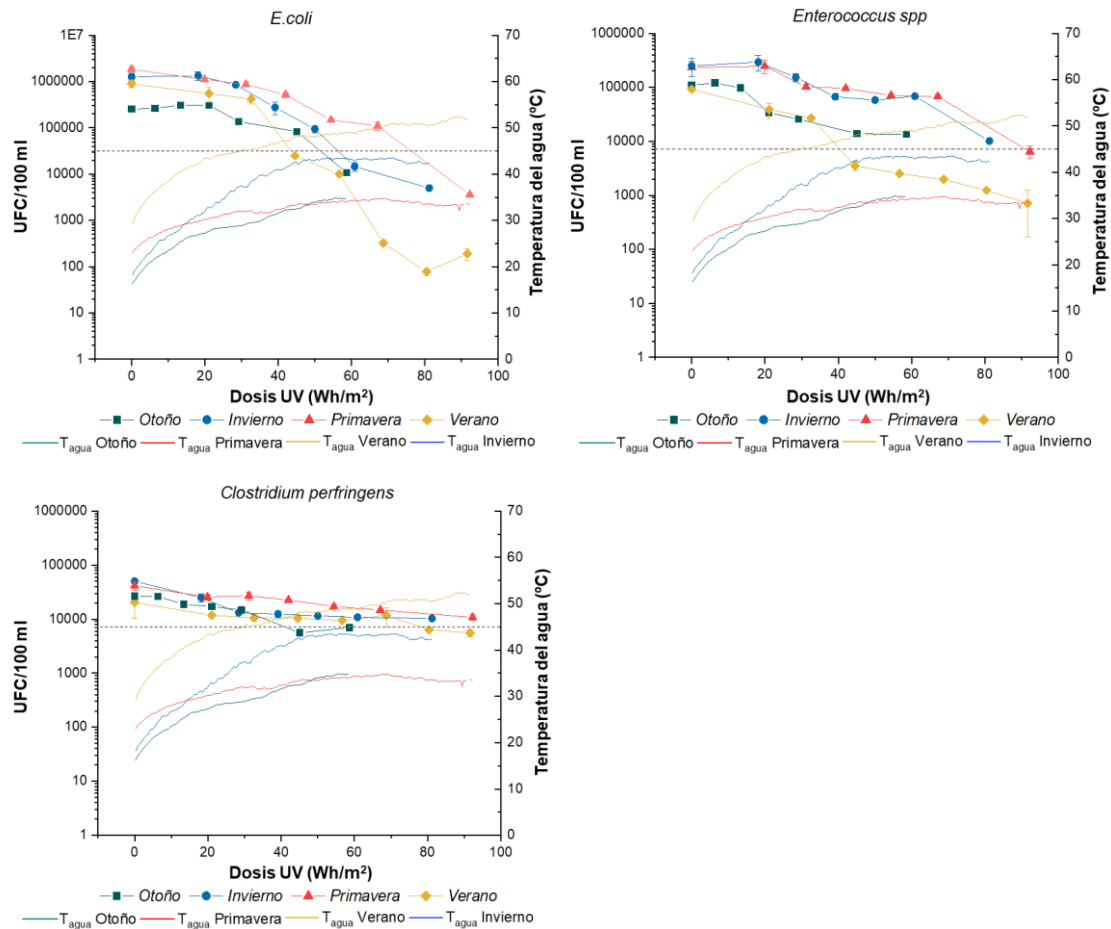 E.coli
UFC/100 ml
1E7
1000000
100000
10000
1000
100
10
1
70
60
50
40
30
20
10
0
Temperatura del agua (ºC)
0 20 40 60 80 100
Dosis UV (Wh/m²)
Otoño Invierno Primavera Verano
Tagua Otoño Tagua Primavera Tagua Verano Tagua Invierno
Enterococcus spp
UFC/100 ml
1000000
100000
10000
1000
100
10
1
70
60
50
40
30
20
10
0
Temperatura del agua (ºC)
0 20 40 60 80 100
Dosis UV (Wh/m²)
Otoño Invierno Primavera Verano
Tagua Otoño Tagua Primavera Tagua Verano Tagua Invierno
Clostridium perfringens
UFC/100 ml
1000000
100000
10000
1000
100
10
1
70
60
50
40
30
20
10
0
Temperatura del agua (ºC)
0 20 40 60 80 100
Dosis UV (Wh/m²)
Otoño Invierno Primavera Verano
Tagua Otoño Tagua Primavera Tagua Verano Tagua Invierno